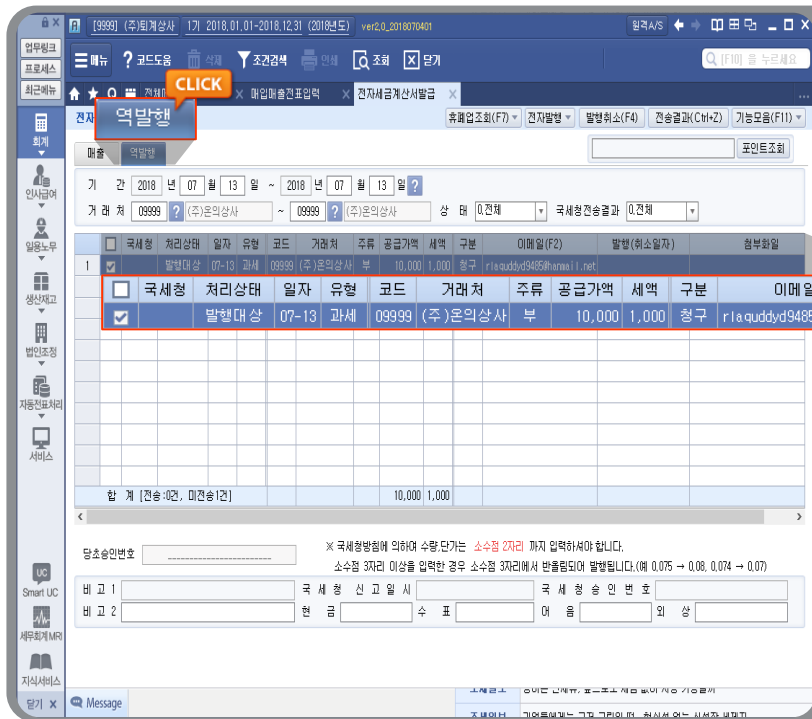 [9999] (주)퇴계상사 1기 2018.01.01~2018.12.31 (2018년도) ver2.0_2018070401 원격A/S
업무링크
프로세스
최근메뉴
메뉴 코드도움 삭제 조건검색 인쇄 조회 닫기 [F10] 을 누르세요
CLICK
매입매출전표입력 전자세금계산서발급
역발행
휴폐업조회(F7) 전자발행 발행취소(F4) 전송결과(Ctrl+Z) 기능모음(F11)
매출 역발행 포인트조회
기 간 2018 년 07 월 13 일 ~ 2018 년 07 월 13 일 ?
거 래 처 09999 ? (주)온의상사 ~ 09999 ? (주)온의상사 상 태 0.전체 국세청전송결과 0.전체
국세청 처리상태 일자 유형 코드 거래처 주류 공급가액 세액 구분 이메일(F2) 발행(취소일자) 첨부화일
1 발행대상 07-13 과세 09999 (주)온의상사 부 10,000 1,000 청구 rlaquddyd9485@hanmail.net
국세청 처리상태 일자 유형 코드 거래처 주류 공급가액 세액 구분 이메일
발행대상 07-13 과세 09999 (주)온의상사 부 10,000 1,000 청구 rlaquddyd9485
합 계 [전송:0건, 미전송1건] 10,000 1,000
당초승인번호
※ 국세청방침에 의하여 수량,단가는 소수점 2자리 까지 입력하셔야 합니다.
소수점 3자리 이상을 입력한 경우 소수점 3자리에서 반올림되어 발행됩니다.(예 0.075 → 0.08, 0.074 → 0.07)
비 고 1 국 세 청 신 고 일 시 국 세 청 승 인 번 호
비 고 2 현 금 수 표 어 음 외 상
회계
인사급여
일용노무
생산재고
법인조정
자동전표처리
서비스
UC
Smart UC
세무회계 MRI
지식서비스
닫기 X
Message